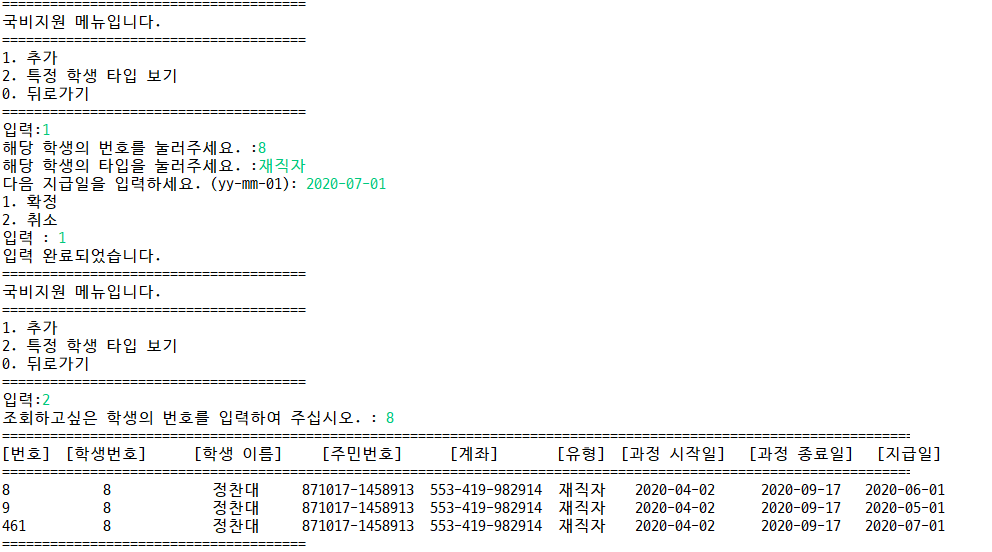 ======================================
국비지원 메뉴입니다.
======================================
1. 추가
2. 특정 학생 타입 보기
0. 뒤로가기
======================================
입력:1
해당 학생의 번호를 눌러주세요. :8
해당 학생의 타입을 눌러주세요. :재직자
다음 지급일을 입력하세요. (yy-mm-01): 2020-07-01
1. 확정
2. 취소
입력 : 1
입력 완료되었습니다.
======================================
국비지원 메뉴입니다.
======================================
1. 추가
2. 특정 학생 타입 보기
0. 뒤로가기
======================================
입력:2
조회하고싶은 학생의 번호를 입력하여 주십시오. : 8
==================================================================================================================
[번호] [학생번호] [학생 이름] [주민번호] [계좌] [유형] [과정 시작일] [과정 종료일] [지급일]
==================================================================================================================
8 8 정찬대 871017-1458913 553-419-982914 재직자 2020-04-02 2020-09-17 2020-06-01
9 8 정찬대 871017-1458913 553-419-982914 재직자 2020-04-02 2020-09-17 2020-05-01
461 8 정찬대 871017-1458913 553-419-982914 재직자 2020-04-02 2020-09-17 2020-07-01
======================================